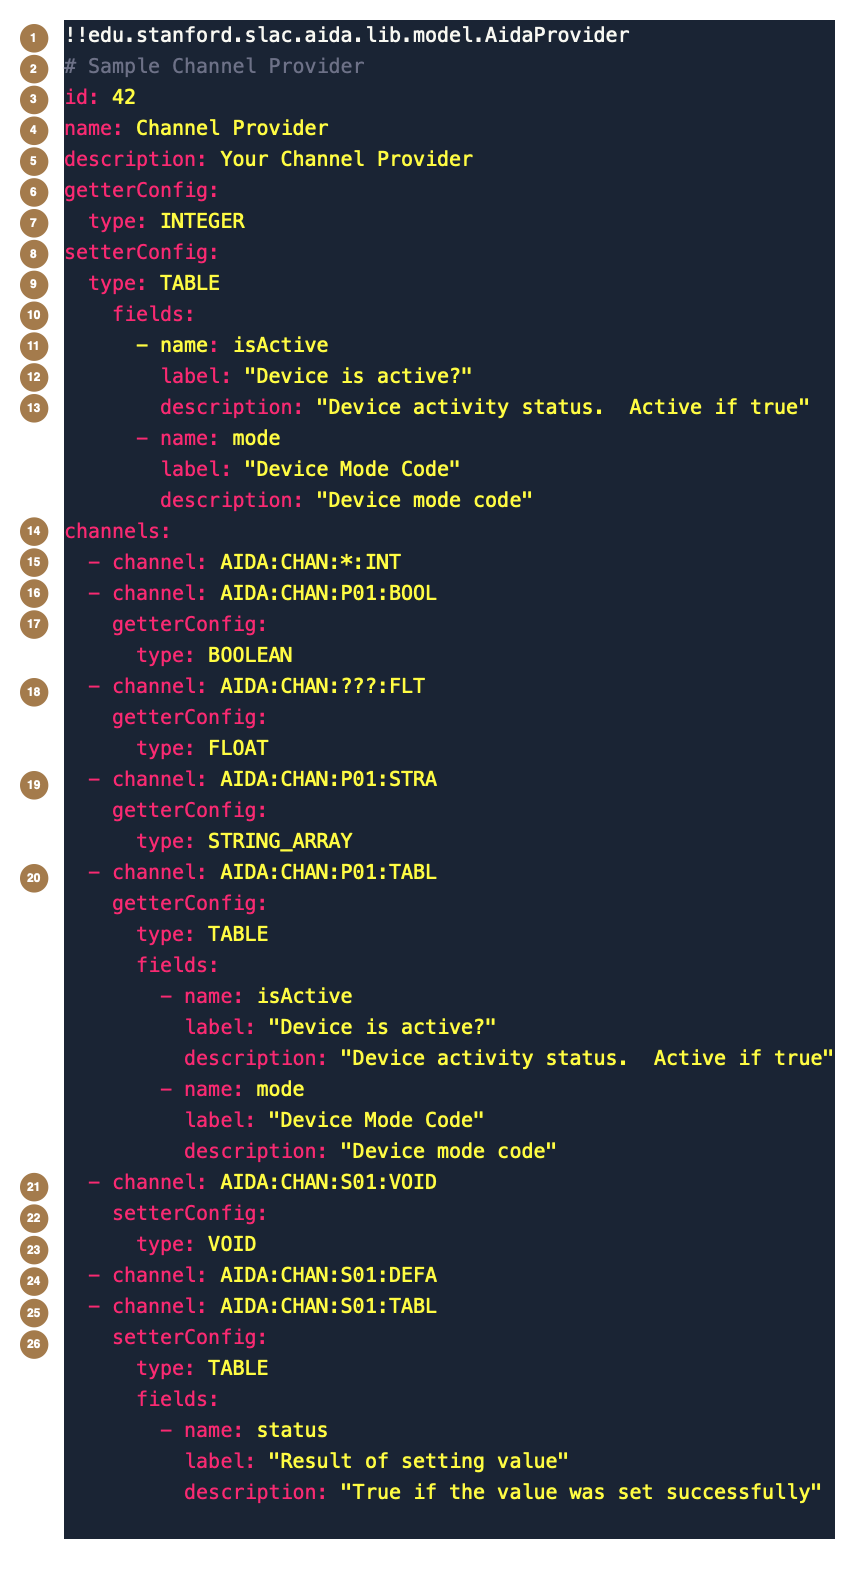 1 !!edu.stanford.slac.aida.lib.model.AidaProvider
2 # Sample Channel Provider
3 id: 42
4 name: Channel Provider
5 description: Your Channel Provider
6 getterConfig:
7 type: INTEGER
8 setterConfig:
9 type: TABLE
10 fields:
11 - name: isActive
12 label: "Device is active?"
13 description: "Device activity status.  Active if true"
- name: mode
label: "Device Mode Code"
description: "Device mode code"
14 channels:
15 - channel: AIDA:CHAN:*:INT
16 - channel: AIDA:CHAN:P01:BOOL
17 getterConfig:
type: BOOLEAN
18 - channel: AIDA:CHAN:???:FLT
getterConfig:
type: FLOAT
19 - channel: AIDA:CHAN:P01:STRA
getterConfig:
type: STRING_ARRAY
20 - channel: AIDA:CHAN:P01:TABL
getterConfig:
type: TABLE
fields:
- name: isActive
label: "Device is active?"
description: "Device activity status.  Active if true"
- name: mode
label: "Device Mode Code"
description: "Device mode code"
21 - channel: AIDA:CHAN:S01:VOID
22 setterConfig:
23 type: VOID
24 - channel: AIDA:CHAN:S01:DEFA
25 - channel: AIDA:CHAN:S01:TABL
26 setterConfig:
type: TABLE
fields:
- name: status
label: "Result of setting value"
description: "True if the value was set successfully"